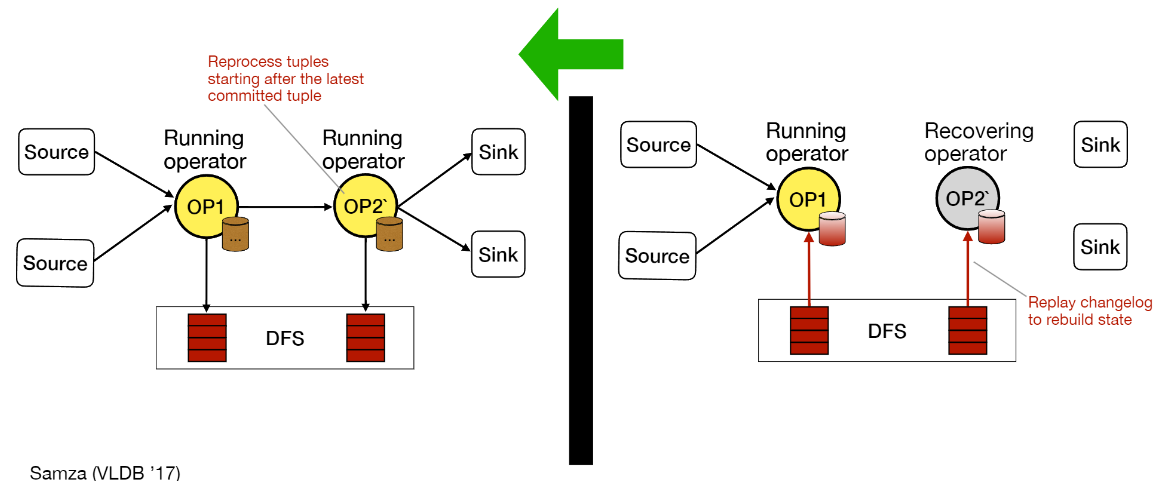 Reprocess tuples
starting after the latest
committed tuple
Source
Source
Running
operator
OP1
...
Running
operator
OP2`
...
Sink
Sink
DFS
Source
Source
Running
operator
OP1
Recovering
operator
OP2`
Sink
Sink
Replay changelog
to rebuild state
DFS
Samza (VLDB '17)